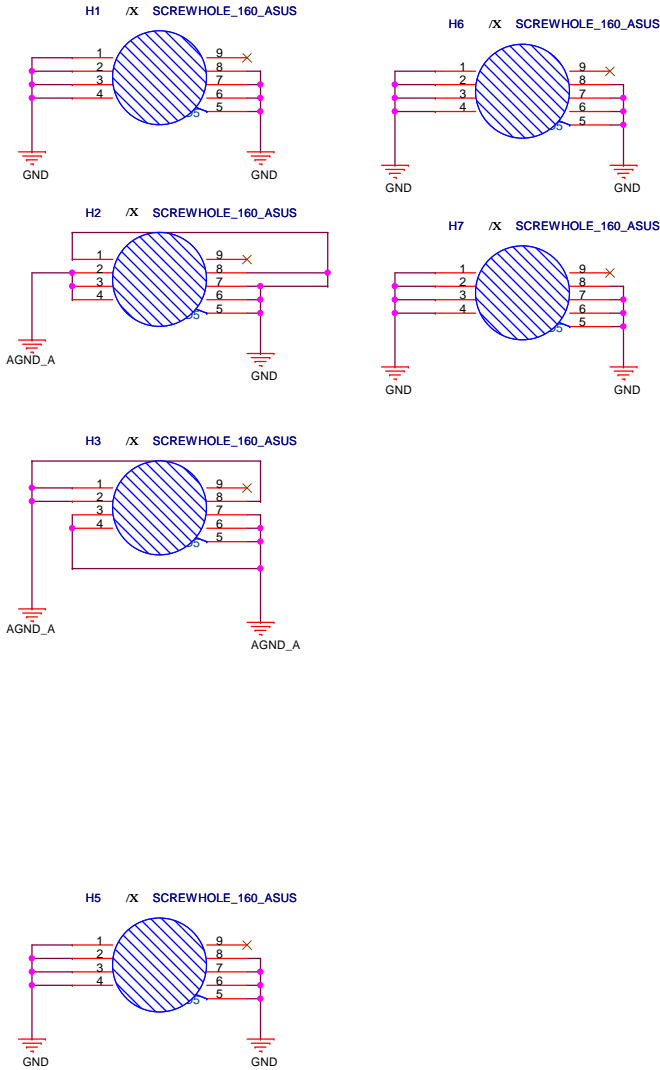 H1 /X SCREWHOLE_160_ASUS
1 9
2 8
3 7
4 6
5
GND GND
H6 /X SCREWHOLE_160_ASUS
1 9
2 8
3 7
4 6
5
GND GND
H2 /X SCREWHOLE_160_ASUS
1 9
2 8
3 7
4 6
5
AGND_A GND
H7 /X SCREWHOLE_160_ASUS
1 9
2 8
3 7
4 6
5
GND GND
H3 /X SCREWHOLE_160_ASUS
1 9
2 8
3 7
4 6
5
AGND_A AGND_A
H5 /X SCREWHOLE_160_ASUS
1 9
2 8
3 7
4 6
5
GND GND